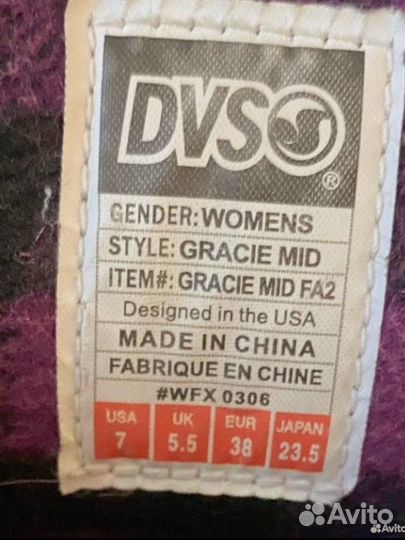 DVS
®
GENDER: WOMENS
STYLE: GRACIE MID
ITEM#: GRACIE MID FA2
Designed in the USA
MADE IN CHINA
FABRIQUE EN CHINE
#WFX 0306
USA UK EUR JAPAN
7 5.5 38 23.5
Avito
Avito